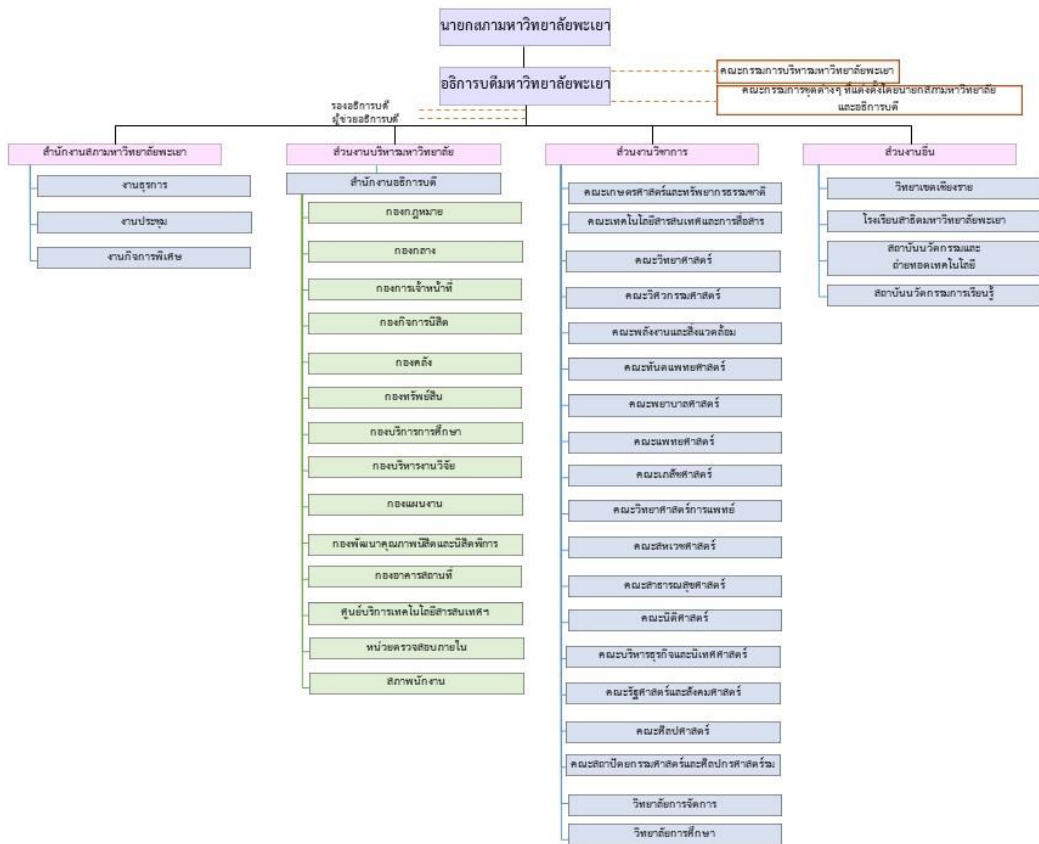 นายกสภามหาวิทยาลัยพะเยา
อธิการบดีมหาวิทยาลัยพะเยา
คณะกรรมการบริหารมหาวิทยาลัยพะเยา
คณะกรรมการชุดต่างๆ ที่แต่งตั้งโดยนายกสภามหาวิทยาลัย
และอธิการบดี
รองอธิการบดี
ผู้ช่วยอธิการบดี
สำนักงานสภามหาวิทยาลัยพะเยา
งานธุรการ
งานประชุม
งานกิจการพิเศษ
ส่วนงานบริหารมหาวิทยาลัย
สำนักงานอธิการบดี
กองกฎหมาย
กองกลาง
กองการเจ้าหน้าที่
กองกิจการนิสิต
กองคลัง
กองทรัพย์สิน
กองบริการการศึกษา
กองบริหารงานวิจัย
กองแผนงาน
กองพัฒนาคุณภาพนิสิตและนิสิตพิการ
กองอาคารสถานที่
ศูนย์บริการเทคโนโลยีสารสนเทศฯ
หน่วยตรวจสอบภายใน
สภาพนักงาน
ส่วนงานวิชาการ
คณะเกษตรศาสตร์และทรัพยากรธรรมชาติ
คณะเทคโนโลยีสารสนเทศและการสื่อสาร
คณะวิทยาศาสตร์
คณะวิศวกรรมศาสตร์
คณะพลังงานและสิ่งแวดล้อม
คณะทันตแพทยศาสตร์
คณะพยาบาลศาสตร์
คณะแพทยศาสตร์
คณะเภสัชศาสตร์
คณะวิทยาศาสตร์การแพทย์
คณะสหเวชศาสตร์
คณะสาธารณสุขศาสตร์
คณะนิติศาสตร์
คณะบริหารธุรกิจและนิเทศศาสตร์
คณะรัฐศาสตร์และสังคมศาสตร์
คณะศิลปศาสตร์
คณะสถาปัตยกรรมศาสตร์และศิลปกรศาสตร์รม
วิทยาลัยการจัดการ
วิทยาลัยการศึกษา
ส่วนงานอื่น
วิทยาเขตเชียงราย
โรงเรียนสาธิตมหาวิทยาลัยพะเยา
สถาบันนวัตกรรมและ
ถ่ายทอดเทคโนโลยี
สถาบันนวัตกรรมการเรียนรู้